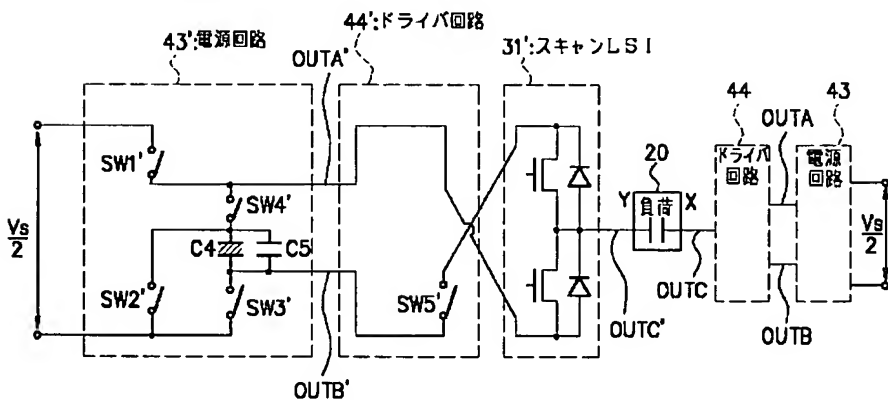 43':電源回路
44':ドライバ回路
31':スキャンLSI
OUTA'
44
OUTA
43
SW1'
ドライバ
回路
電源
回路
20
Y
負荷
X
Vs
2
SW4'
C4
C5
SW2'
SW3'
SW5'
OUTC'
OUTC
OUTB
OUTB'
Vs
2